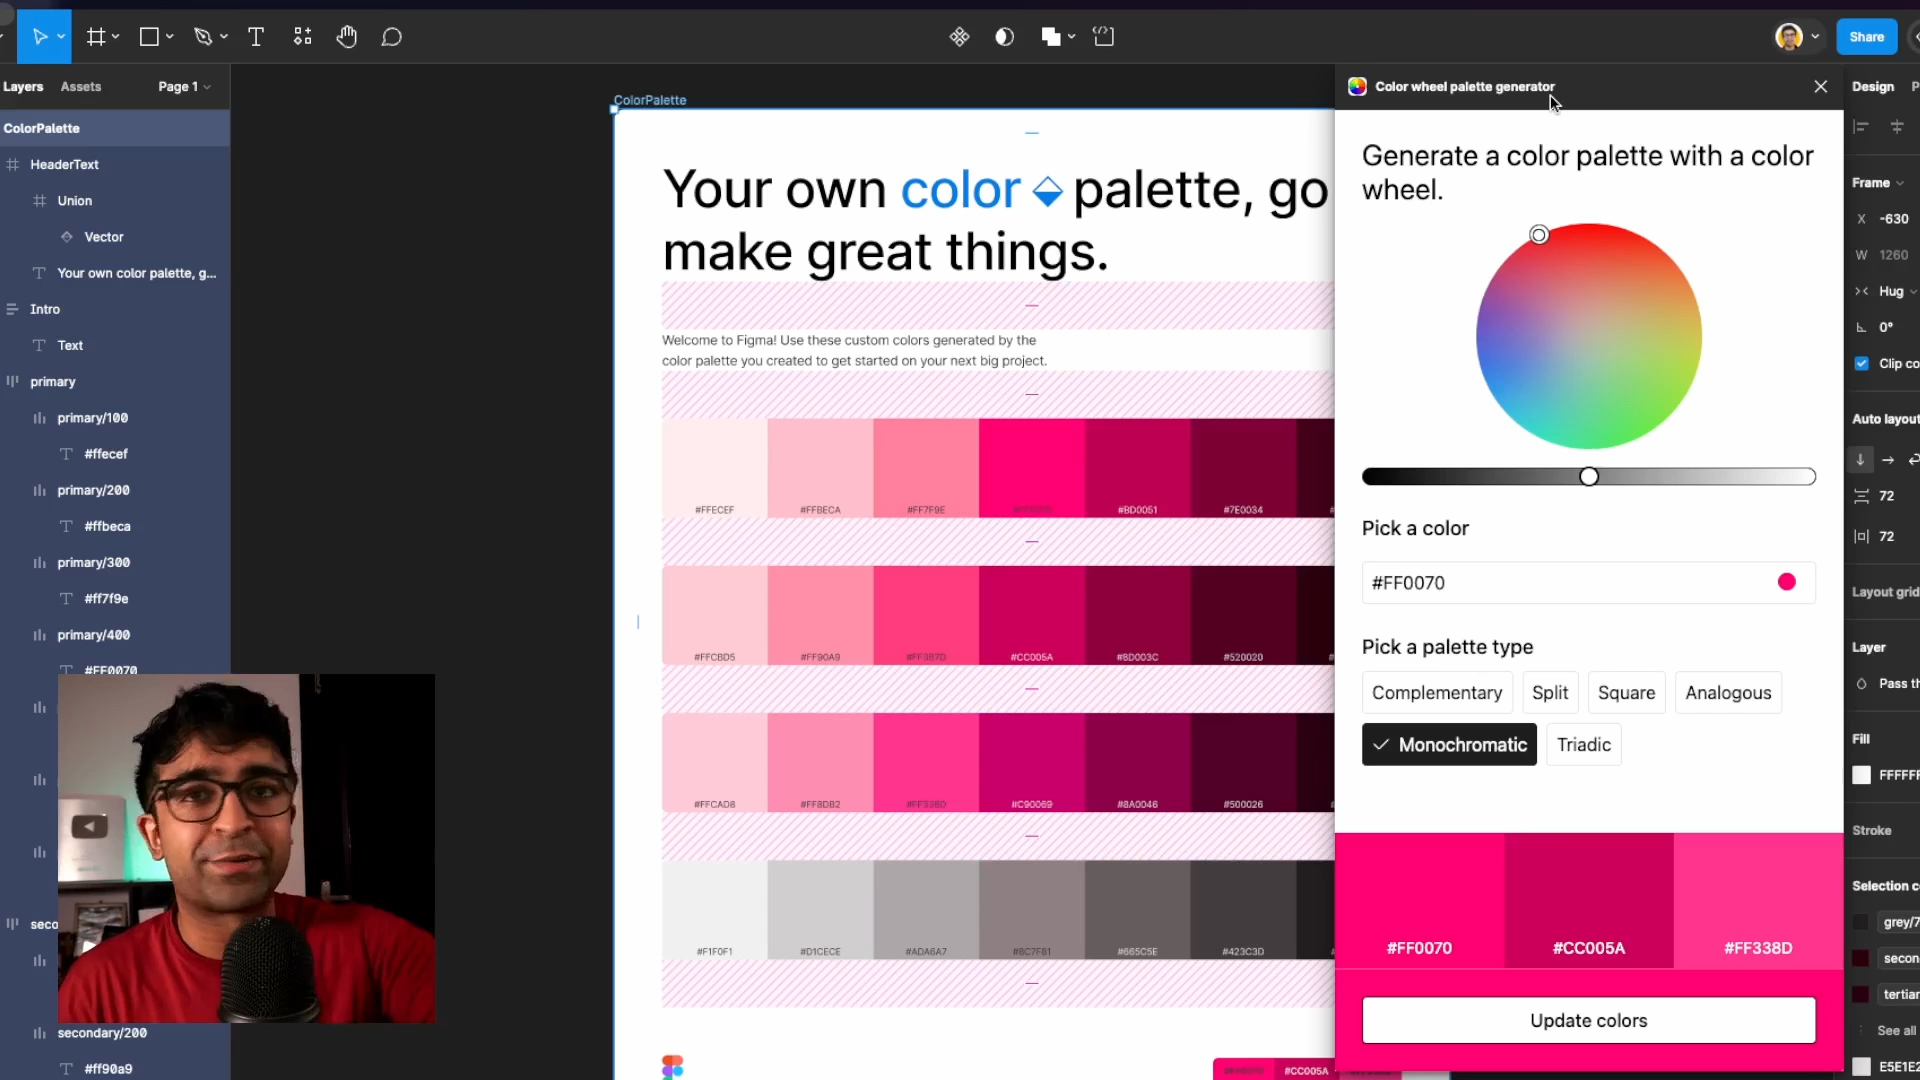 Share
Layers
Assets
Page 1
ColorPalette
HeaderText
Union
Vector
Your own color palette, g...
Intro
Text
primary
primary/100
#ffecef
primary/200
#ffbeca
primary/300
#ff7f9e
primary/400
#FF0070
secondary/200
#ff90a9
ColorPalette
Your own color palette, go
make great things.
Welcome to Figma! Use these custom colors generated by the
color palette you created to get started on your next big project.
#FFECEF
#FFBECA
#FF7F9E
#BD0051
#7E0034
#FFCBD5
#FF90A9
#FF3B7D
#CC005A
#8D003C
#520020
#FFCAD8
#FF8DB2
#FF338D
#C90069
#8A0046
#500026
#F1F0F1
#D1CECE
#ADA6A7
#8C7F81
#665C5E
#423C3D
#CC005A
Color wheel palette generator
Generate a color palette with a color
wheel.
Pick a color
#FF0070
Pick a palette type
Complementary
Split
Square
Analogous
Monochromatic
Triadic
#FF0070
#CC005A
#FF338D
Update colors
Design
P
Frame
X -630
W 1260
Hug
0°
Clip co
Auto layout
72
72
Layout grid
Layer
Pass th
Fill
FFFFFF
Stroke
Selection c
grey/7
secon
tertiar
See all
E5E1E2